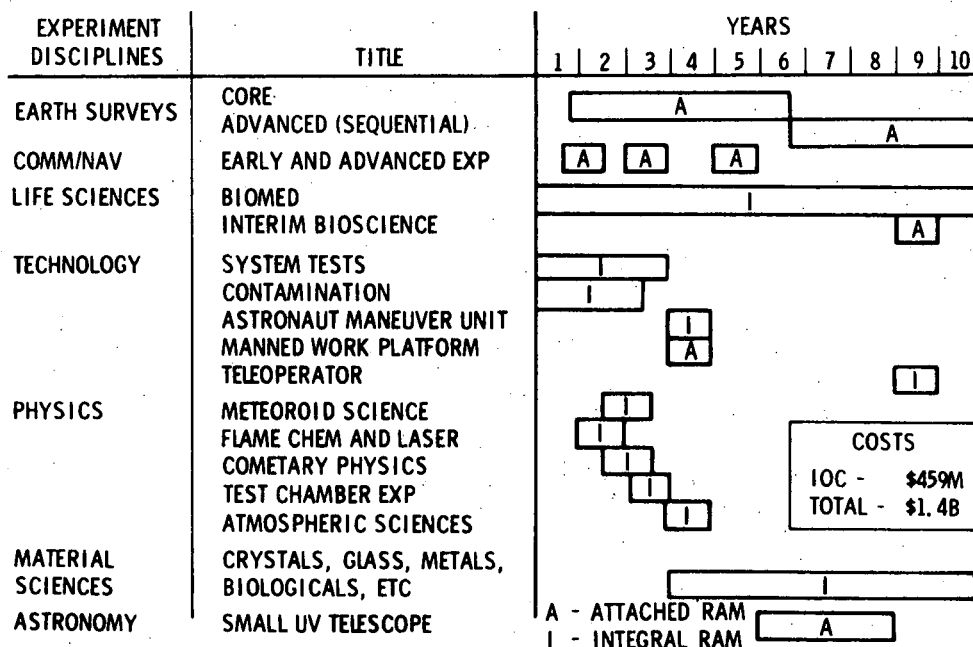 EXPERIMENT DISCIPLINES
TITLE
YEARS
1 2 3 4 5 6 7 8 9 10
EARTH SURVEYS
CORE
A
ADVANCED (SEQUENTIAL)
A
COMM/NAV
EARLY AND ADVANCED EXP
A A A
LIFE SCIENCES
BIOMED
I
INTERIM BIOSCIENCE
A
TECHNOLOGY
SYSTEM TESTS
I
CONTAMINATION
I
ASTRONAUT MANEUVER UNIT
I
MANNED WORK PLATFORM
A
TELEOPERATOR
I
PHYSICS
METEOROID SCIENCE
I
FLAME CHEM AND LASER
I
COMETARY PHYSICS
I
TEST CHAMBER EXP
I
ATMOSPHERIC SCIENCES
I
COSTS
IOC - $459M
TOTAL - $1.4B
MATERIAL SCIENCES
CRYSTALS, GLASS, METALS,
BIOLOGICALS, ETC
I
ASTRONOMY
SMALL UV TELESCOPE
A
A - ATTACHED RAM
I - INTEGRAL RAM